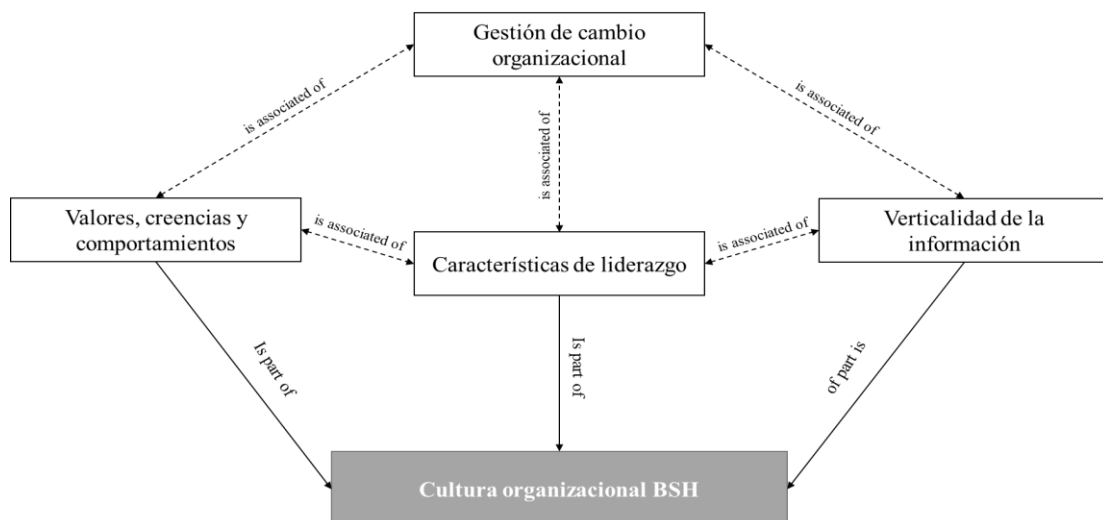 Gestión de cambio
organizacional
is associated of
is associated of
is associated of
Valores, creencias y
comportamientos
is associated of
Características de liderazgo
is associated of
Verticalidad de la
información
Is part of
Is part of
of part is
Cultura organizacional BSH